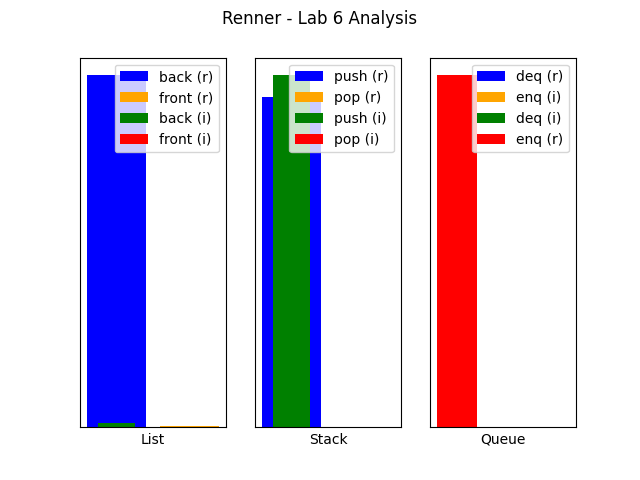 Renner - Lab 6 Analysis
back (r)
front (r)
back (i)
front (i)
push (r)
pop (r)
push (i)
pop (i)
deq (r)
enq (i)
deq (i)
enq (r)
List
Stack
Queue